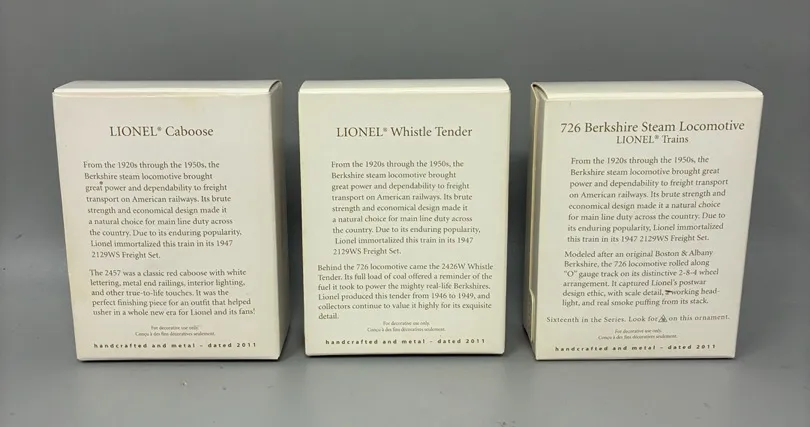 LIONEL® Caboose
From the 1920s through the 1950s, the
Berkshire steam locomotive brought
great power and dependability to freight
transport on American railways. Its brute
strength and economical design made it
a natural choice for main line duty across
the country. Due to its enduring popularity,
Lionel immortalized this train in its 1947
2129WS Freight Set.
The 2457 was a classic red caboose with white
lettering, metal end railings, interior lighting,
and other true-to-life touches. It was the
perfect finishing piece for an outfit that helped
usher in a whole new era for Lionel and its fans!
For decorative use only.
Conçu à des fins décoratives seulement.
handcrafted and metal – dated 2011
LIONEL® Whistle Tender
From the 1920s through the 1950s, the
Berkshire steam locomotive brought
great power and dependability to freight
transport on American railways. Its brute
strength and economical design made it
a natural choice for main line duty across
the country. Due to its enduring popularity,
Lionel immortalized this train in its 1947
2129WS Freight Set.
Behind the 726 locomotive came the 2426W Whistle
Tender. Its full load of coal offered a reminder of the
fuel it took to power the mighty real-life Berkshires.
Lionel produced this tender from 1946 to 1949, and
collectors continue to value it highly for its exquisite
detail.
For decorative use only.
Conçu à des fins décoratives seulement.
handcrafted and metal – dated 2011
726 Berkshire Steam Locomotive
LIONEL® Trains
From the 1920s through the 1950s, the
Berkshire steam locomotive brought great
power and dependability to freight transport
on American railways. Its brute strength and
economical design made it a natural choice
for main line duty across the country. Due to
its enduring popularity, Lionel immortalized
this train in its 1947 2129WS Freight Set.
Modeled after an original Boston & Albany
Berkshire, the 726 locomotive rolled along
"O" gauge track on its distinctive 2-8-4 wheel
arrangement. It captured Lionel's postwar
design ethic, with scale detail, working head-
light, and real smoke puffing from its stack.
Sixteenth in the Series. Look for on this ornament.
For decorative use only.
Conçu à des fins décoratives seulement.
handcrafted and metal – dated 2011